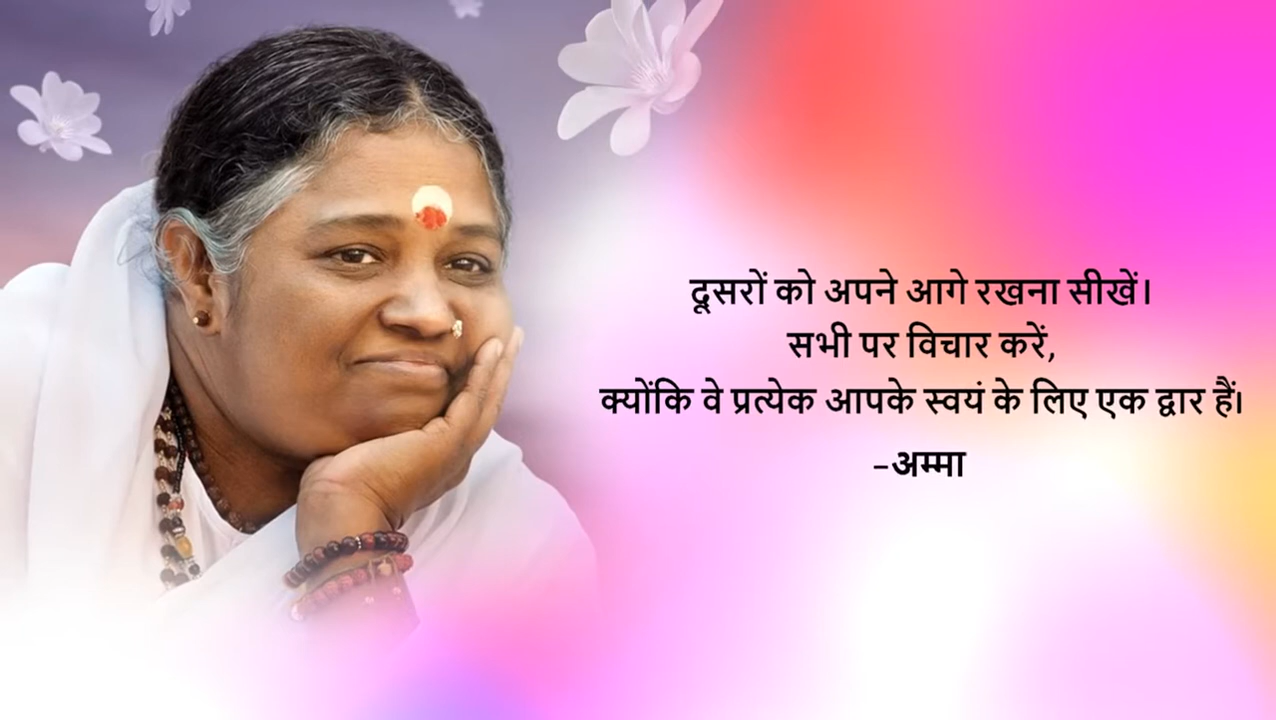 दूसरों को अपने आगे रखना सीखें।
सभी पर विचार करें,
क्योंकि वे प्रत्येक आपके स्वयं के लिए एक द्वार हैं।
-अम्मा